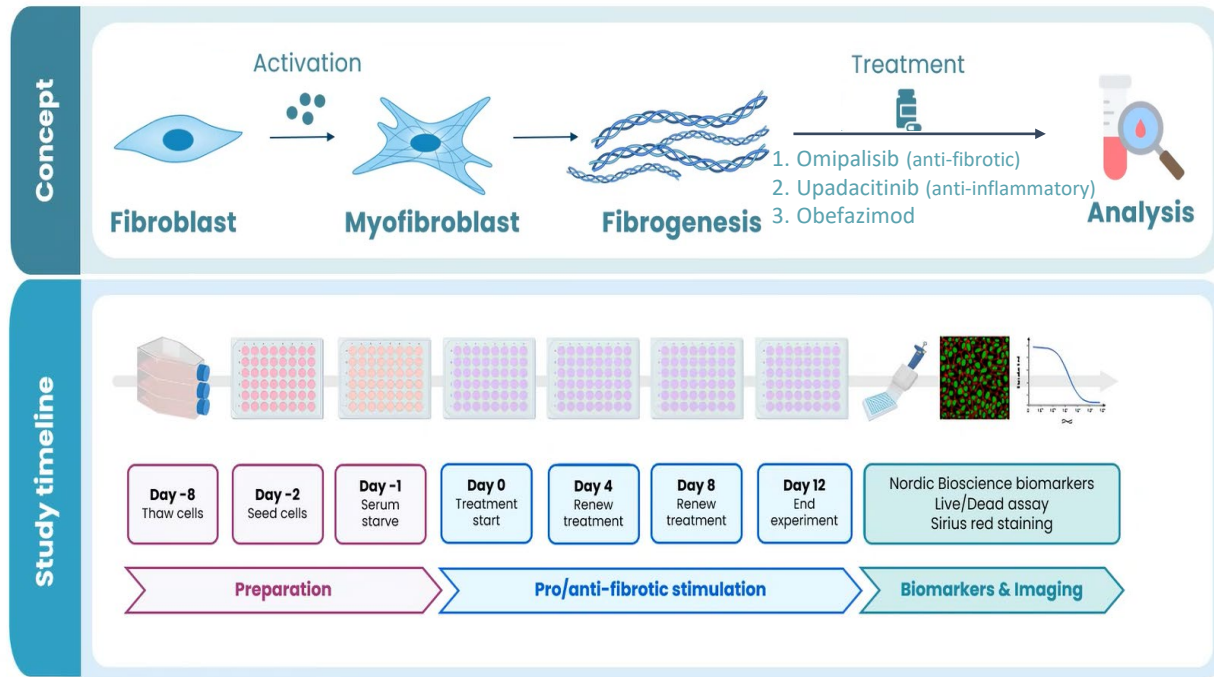 Concept
Activation
Treatment
1. Omipalisib (anti-fibrotic)
2. Upadacitinib (anti-inflammatory)
3. Obefazimod
Fibroblast
Myofibroblast
Fibrogenesis
Analysis
Study timeline
Day -8
Thaw cells
Day -2
Seed cells
Day -1
Serum
starve
Day 0
Treatment
start
Day 4
Renew
treatment
Day 8
Renew
treatment
Day 12
End
experiment
Nordic Bioscience biomarkers
Live/Dead assay
Sirius red staining
Preparation
Pro/anti-fibrotic stimulation
Biomarkers & Imaging